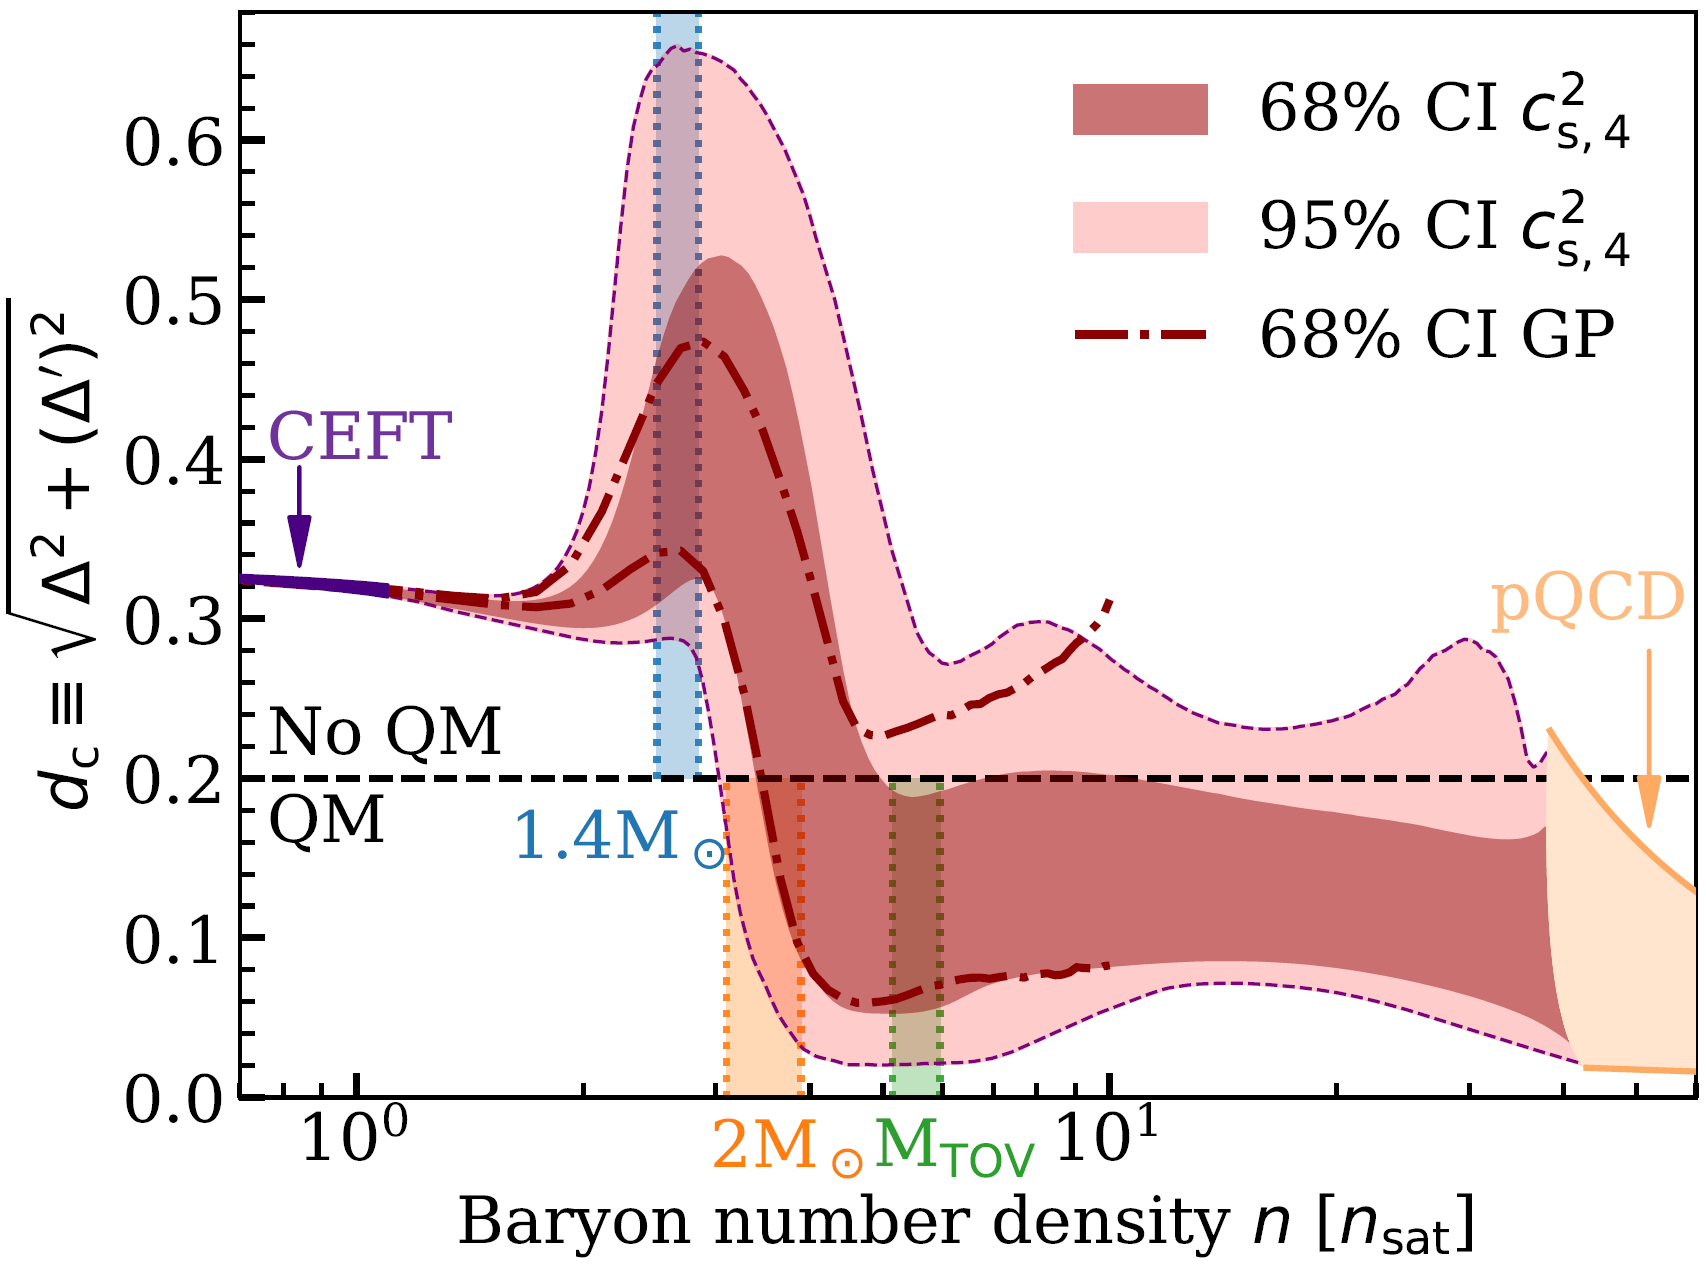 68% CI c²s,4
95% CI c²s,4
68% CI GP
CEFT
pQCD
No QM
QM
1.4M⊙
2M⊙
MTOV
0.6
0.5
0.4
0.3
0.2
0.1
0.0
10⁰
10¹
dc ≡ √Δ² + (Δ′)²
Baryon number density n [nsat]